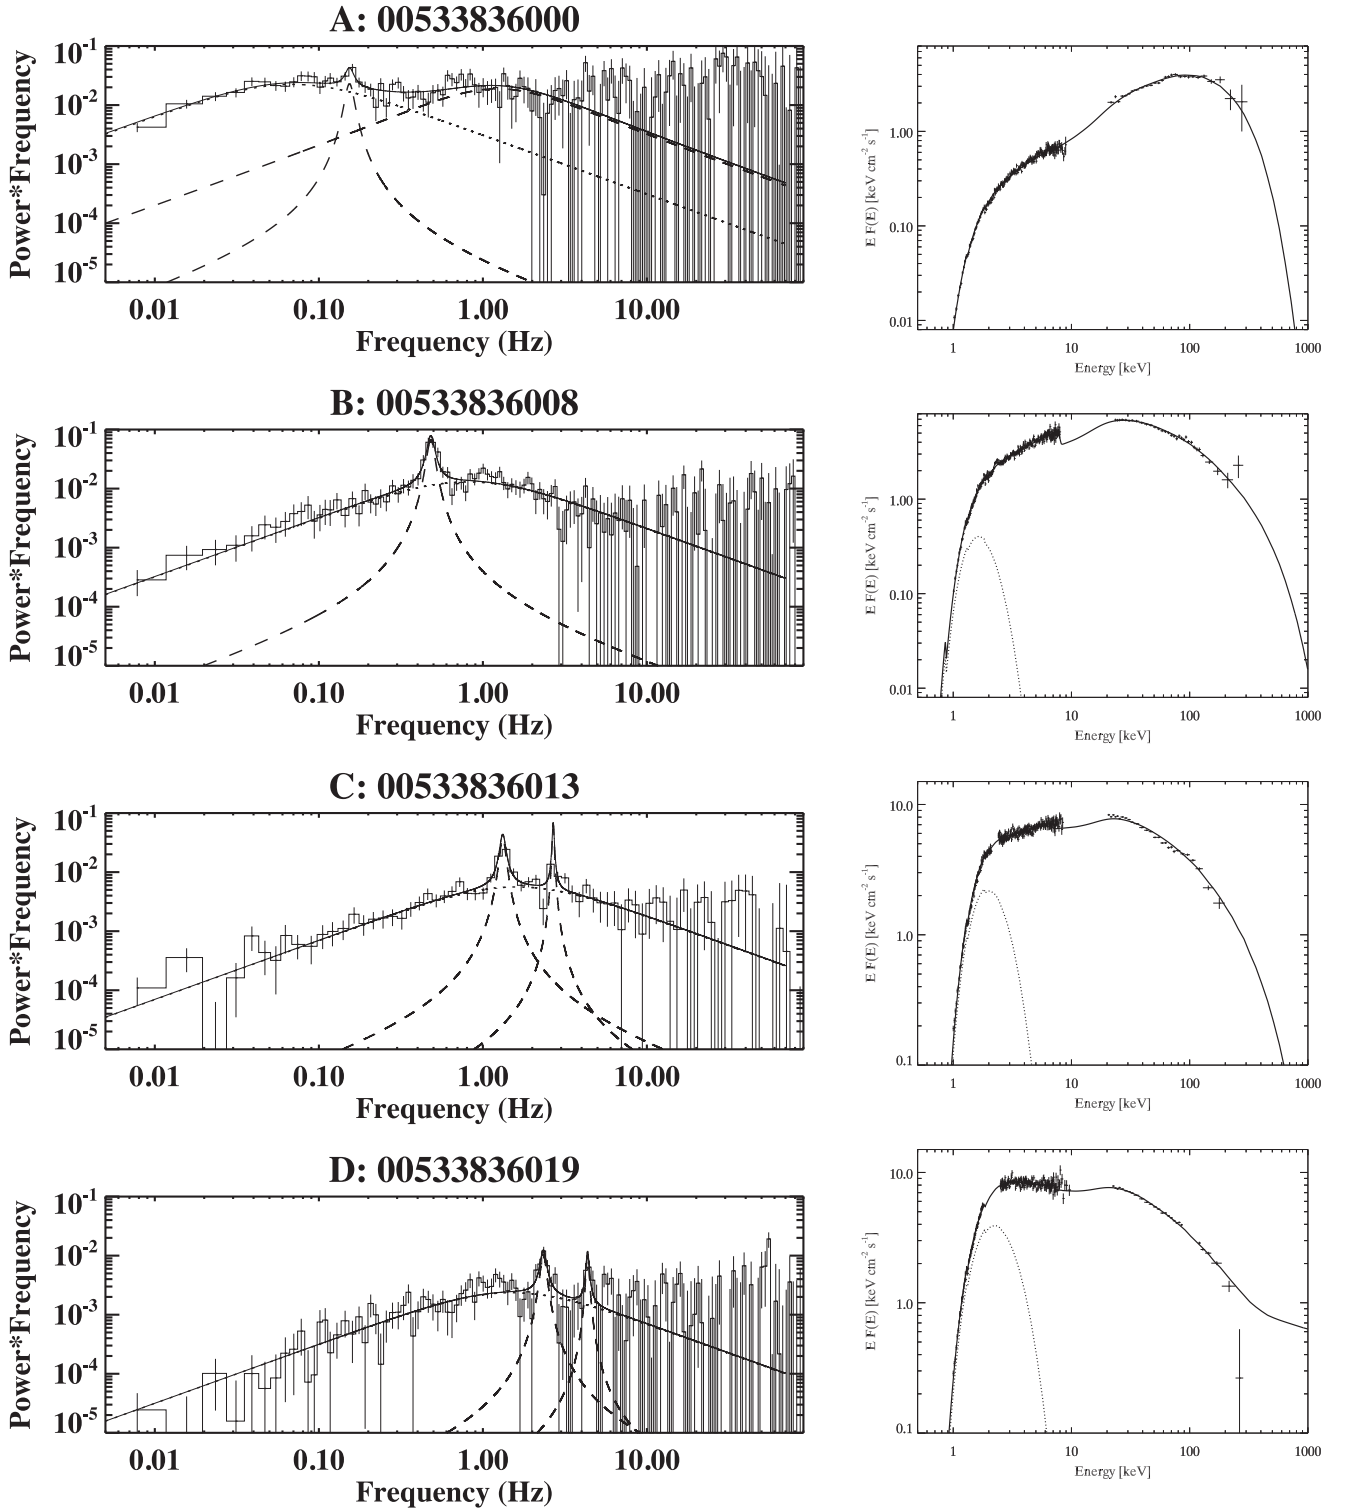 A: 00533836000
Power*Frequency
10^-1
10^-2
10^-3
10^-4
10^-5
0.01 0.10 1.00 10.00
Frequency (Hz)
E F(E) [keV cm^-2 s^-1]
1.00
0.10
0.01
1 10 100 1000
Energy [keV]
B: 00533836008
Power*Frequency
10^-1
10^-2
10^-3
10^-4
10^-5
0.01 0.10 1.00 10.00
Frequency (Hz)
E F(E) [keV cm^-2 s^-1]
1.00
0.10
0.01
1 10 100 1000
Energy [keV]
C: 00533836013
Power*Frequency
10^-1
10^-2
10^-3
10^-4
10^-5
0.01 0.10 1.00 10.00
Frequency (Hz)
E F(E) [keV cm^-2 s^-1]
10.0
1.0
0.1
1 10 100 1000
Energy [keV]
D: 00533836019
Power*Frequency
10^-1
10^-2
10^-3
10^-4
10^-5
0.01 0.10 1.00 10.00
Frequency (Hz)
E F(E) [keV cm^-2 s^-1]
10.0
1.0
0.1
1 10 100 1000
Energy [keV]